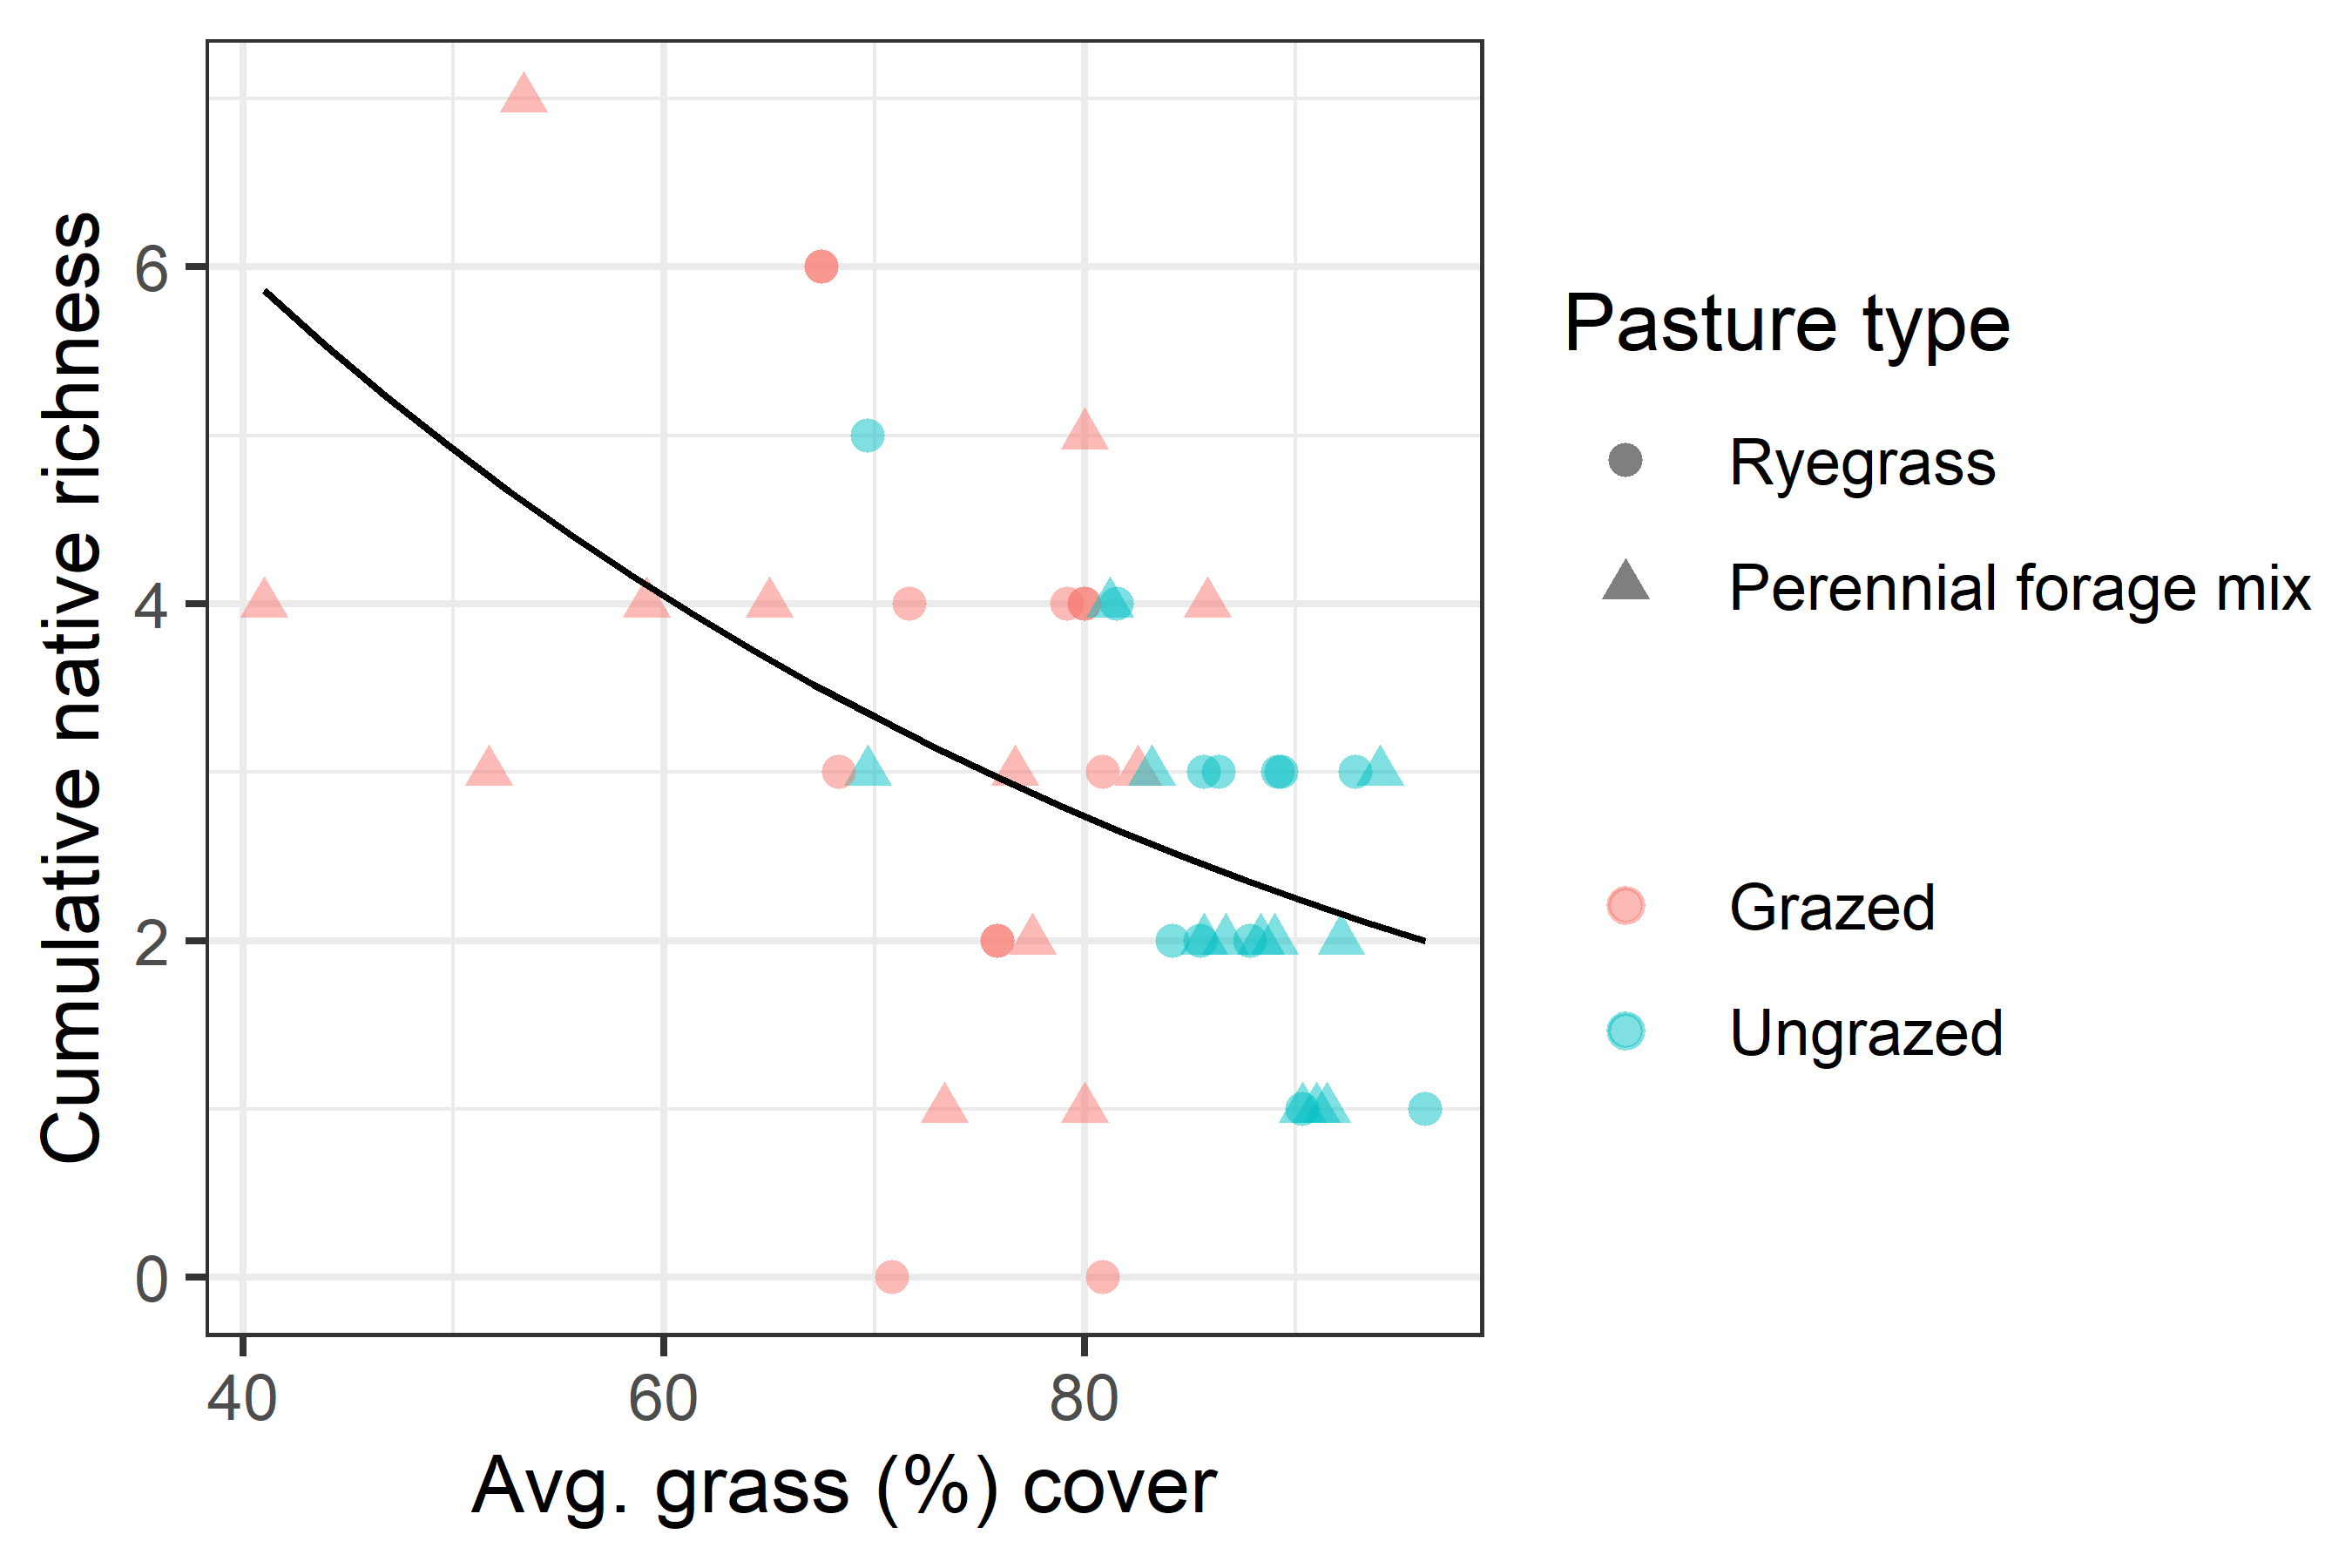 Cumulative native richness
6
4
2
0
40 60 80
Avg. grass (%) cover
Pasture type
Ryegrass
Perennial forage mix
Grazed
Ungrazed